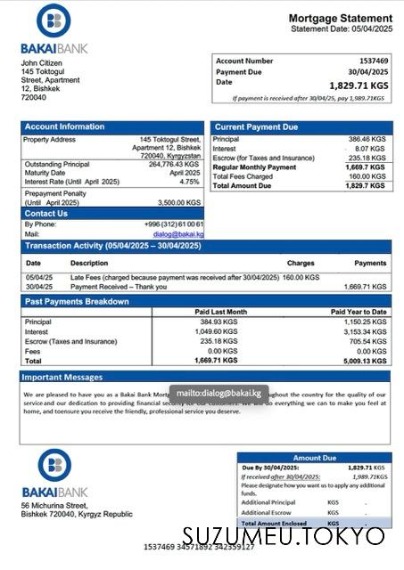 BAKAIBANK
Mortgage Statement
Statement Date: 05/04/2025
John Citizen
145 Toktogul
Street, Apartment
12, Bishkek
720040
Account Number 1537469
Payment Due 30/04/2025
Date 1,829.71 KGS
If payment is received after 30/04/25, pay 1,989.71KGS
Account Information
Property Address 145 Toktogul Street,
Apartment 12, Bishkek
720040, Kyrgyzstan
Outstanding Principal 264,776.43 KGS
Maturity Date April 2025
Interest Rate (Until April 2025) 4.75%
Prepayment Penalty
(Until April 2025) 3,500.00 KGS
Contact Us
By Phone: +996 (312) 61 00 61
Mail: dialog@bakai.kg
Current Payment Due
Principal 386.46 KGS
Interest 8.07 KGS
Escrow (for Taxes and Insurance) 235.18 KGS
Regular Monthly Payment 1,669.7 KGS
Total Fees Charged 160.00 KGS
Total Amount Due 1,829.7 KGS
Transaction Activity (05/04/2025 – 30/04/2025)
Date Description Charges Payments
05/04/25 Late Fees (charged because payment was received after 30/04/2025) 160.00 KGS
30/04/25 Payment Received – Thank you 1,669.71 KGS
Past Payments Breakdown
Paid Last Month Paid Year to Date
Principal 384.93 KGS 1,150.25 KGS
Interest 1,049.60 KGS 3,153.34 KGS
Escrow (Taxes and Insurance) 235.18 KGS 705.54 KGS
Fees 0.00 KGS 0.00 KGS
Total 1,669.71 KGS 5,009.13 KGS
Important Messages
We are pleased to have you as a Bakai Bank Mortg mailto:dialog@bakai.kg ughout the country for the quality of our
service and our dedication to providing financial everything we can to make you feel at
home, and toensure you receive the friendly, professional service you deserve.
BAKAIBANK
56 Michurina Street,
Bishkek 720040, Kyrgyz Republic
Amount Due
Due By 30/04/2025: 1,829.71 KGS
If received after 30/04/2025: 1,989.71KGS
Please designate how you want us to apply any additional
funds.
Additional Principal KGS .
Additional Escrow KGS .
Total Amount Enclosed KGS .
SUZUMEU.TOKYO
1537469 34571892 342359127